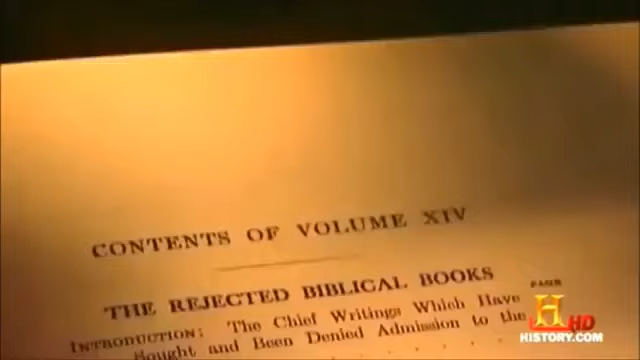 CONTENTS OF VOLUME XIV
THE REJECTED BIBLICAL BOOKS
PAGE
INTRODUCTION: The Chief Writings Which Have
Sought and Been Denied Admission to the
H HD
HISTORY.COM